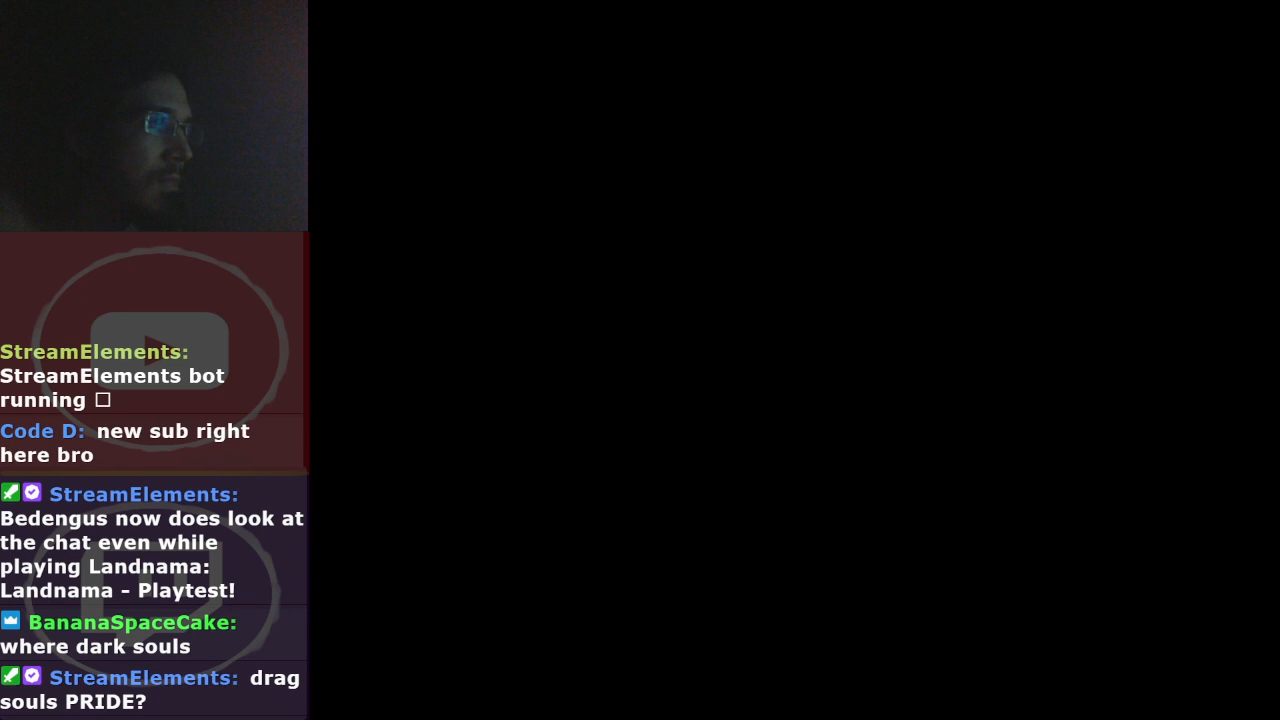 StreamElements:
StreamElements bot
running □
Code D: new sub right
here bro
StreamElements:
Bedengus now does look at
the chat even while
playing Landnama:
Landnama - Playtest!
BananaSpaceCake:
where dark souls
StreamElements: drag
souls PRIDE?